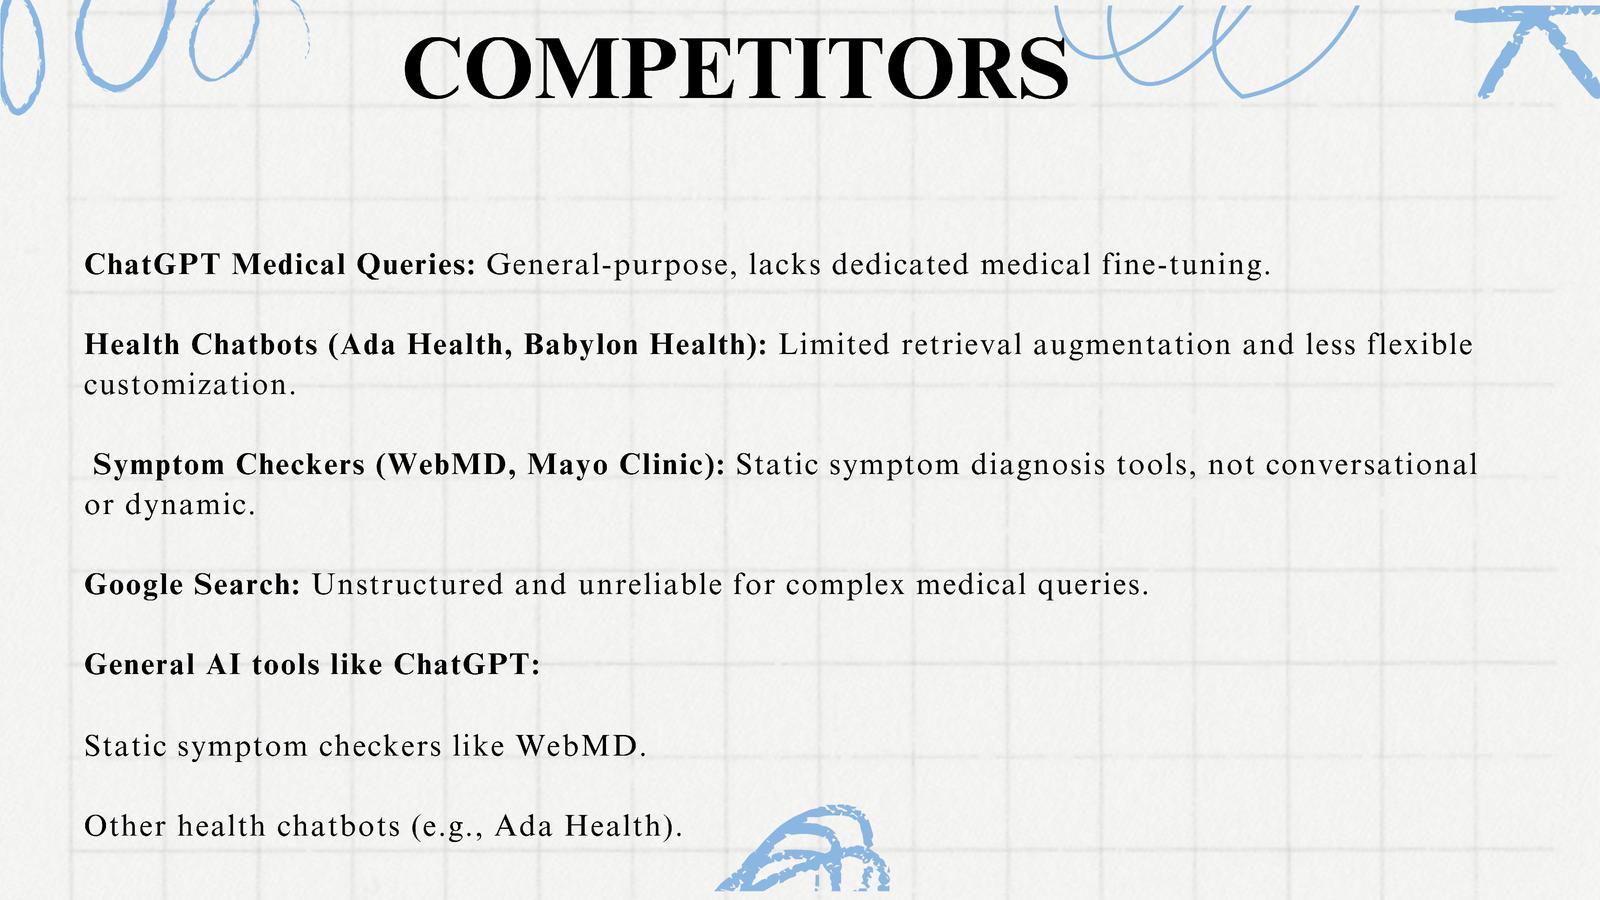 COMPETITORS
ChatGPT Medical Queries: General-purpose, lacks dedicated medical fine-tuning.
Health Chatbots (Ada Health, Babylon Health): Limited retrieval augmentation and less flexible
customization.
Symptom Checkers (WebMD, Mayo Clinic): Static symptom diagnosis tools, not conversational
or dynamic.
Google Search: Unstructured and unreliable for complex medical queries.
General AI tools like ChatGPT:
Static symptom checkers like WebMD.
Other health chatbots (e.g., Ada Health).